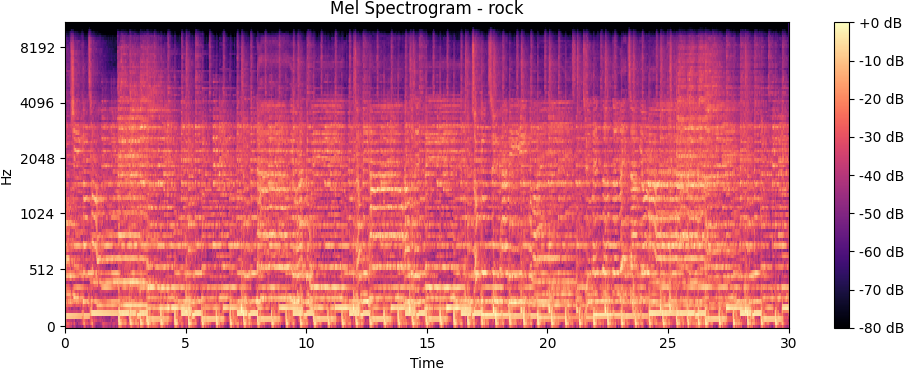 Mel Spectrogram - rock
Hz
8192
4096
2048
1024
512
0
0 5 10 15 20 25 30
Time
+0 dB
-10 dB
-20 dB
-30 dB
-40 dB
-50 dB
-60 dB
-70 dB
-80 dB